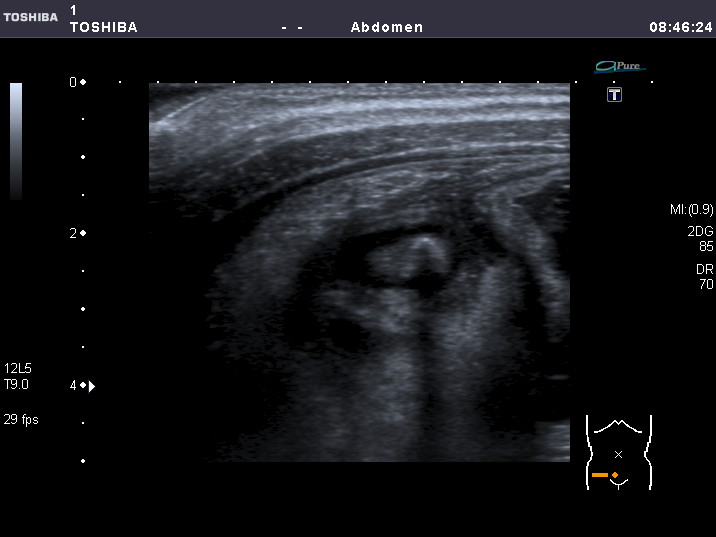 TOSHIBA
1
TOSHIBA - - Abdomen 08:46:24
0
Pure
T
MI:(0.9)
2
2DG
85
DR
70
12L5
T9.0
4
29 fps